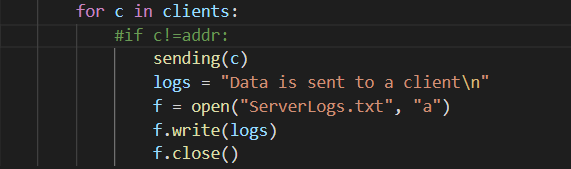 for c in clients:
#if c!=addr:
sending(c)
logs = "Data is sent to a client\n"
f = open("ServerLogs.txt", "a")
f.write(logs)
f.close()